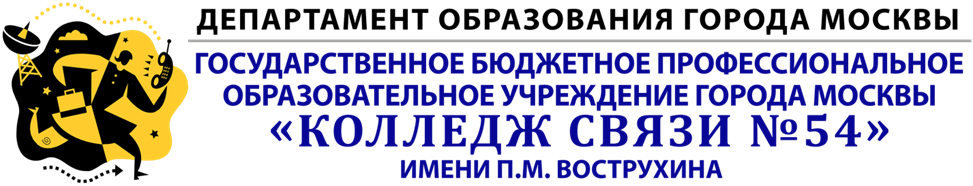 ДЕПАРТАМЕНТ ОБРАЗОВАНИЯ ГОРОДА МОСКВЫ
ГОСУДАРСТВЕННОЕ БЮДЖЕТНОЕ ПРОФЕССИОНАЛЬНОЕ
ОБРАЗОВАТЕЛЬНОЕ УЧРЕЖДЕНИЕ ГОРОДА МОСКВЫ
«КОЛЛЕДЖ СВЯЗИ №54»
ИМЕНИ П.М. ВОСТРУХИНА